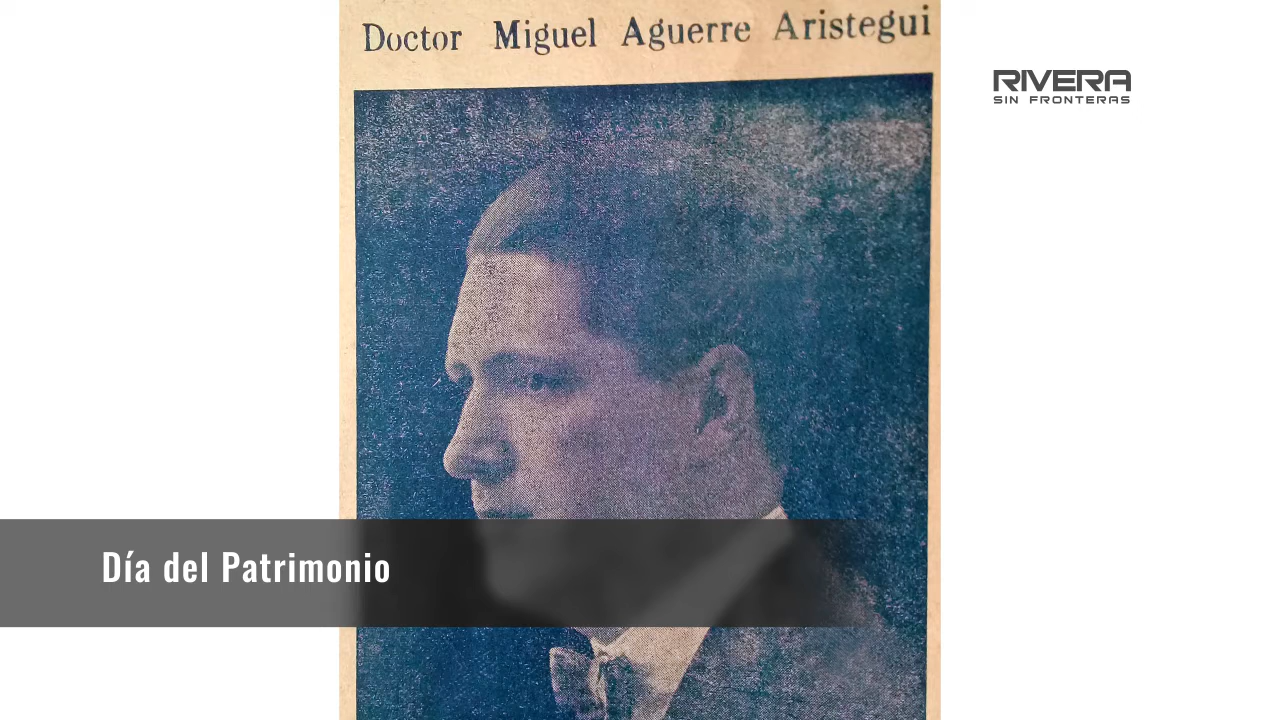 Doctor Miguel Aguerre Aristegui
RIVERA
SIN FRONTERAS
Día del Patrimonio